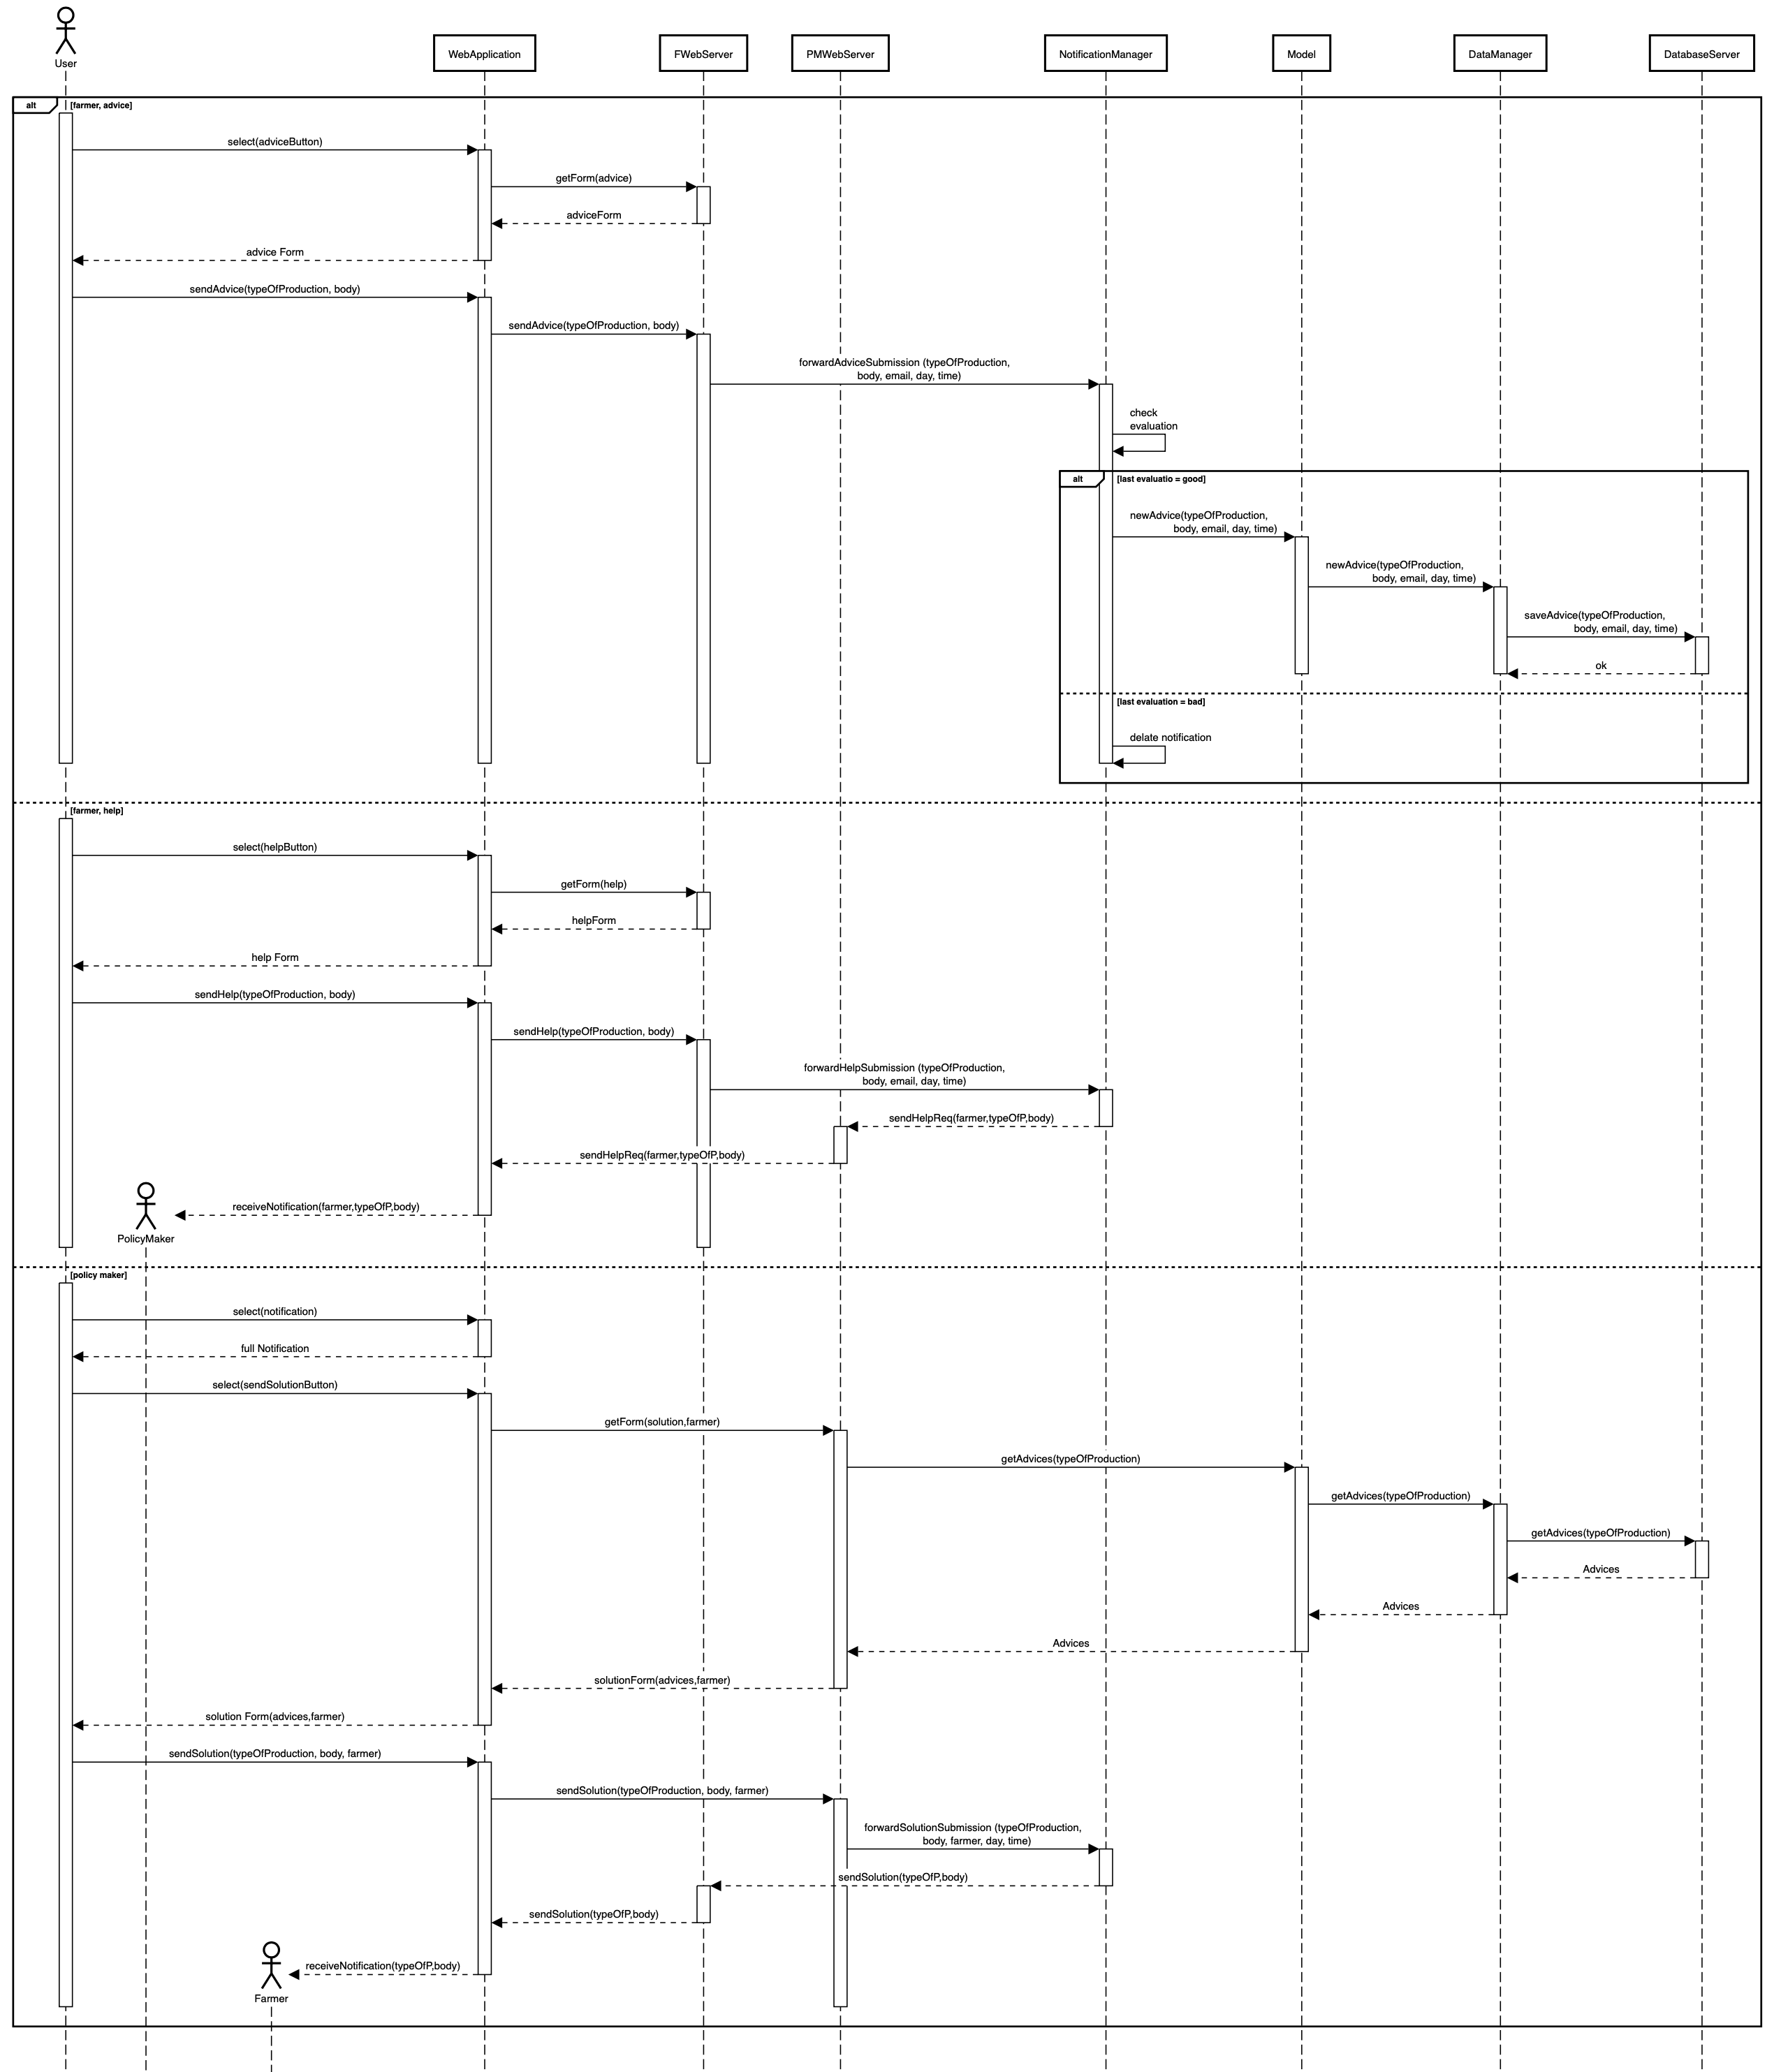 User
WebApplication
FWebServer
PMWebServer
NotificationManager
Model
DataManager
DatabaseServer
alt
[farmer, advice]
select(adviceButton)
getForm(advice)
adviceForm
advice Form
sendAdvice(typeOfProduction, body)
sendAdvice(typeOfProduction, body)
forwardAdviceSubmission (typeOfProduction,
body, email, day, time)
check
evaluation
alt
[last evaluatio = good]
newAdvice(typeOfProduction,
body, email, day, time)
newAdvice(typeOfProduction,
body, email, day, time)
saveAdvice(typeOfProduction,
body, email, day, time)
ok
[last evaluation = bad]
delate notification
[farmer, help]
select(helpButton)
getForm(help)
helpForm
help Form
sendHelp(typeOfProduction, body)
sendHelp(typeOfProduction, body)
forwardHelpSubmission (typeOfProduction,
body, email, day, time)
sendHelpReq(farmer,typeOfP,body)
sendHelpReq(farmer,typeOfP,body)
receiveNotification(farmer,typeOfP,body)
PolicyMaker
[policy maker]
select(notification)
full Notification
select(sendSolutionButton)
getForm(solution,farmer)
getAdvices(typeOfProduction)
getAdvices(typeOfProduction)
getAdvices(typeOfProduction)
Advices
Advices
Advices
solutionForm(advices,farmer)
solution Form(advices,farmer)
sendSolution(typeOfProduction, body, farmer)
sendSolution(typeOfProduction, body, farmer)
forwardSolutionSubmission (typeOfProduction,
body, farmer, day, time)
sendSolution(typeOfP,body)
sendSolution(typeOfP,body)
receiveNotification(typeOfP,body)
Farmer